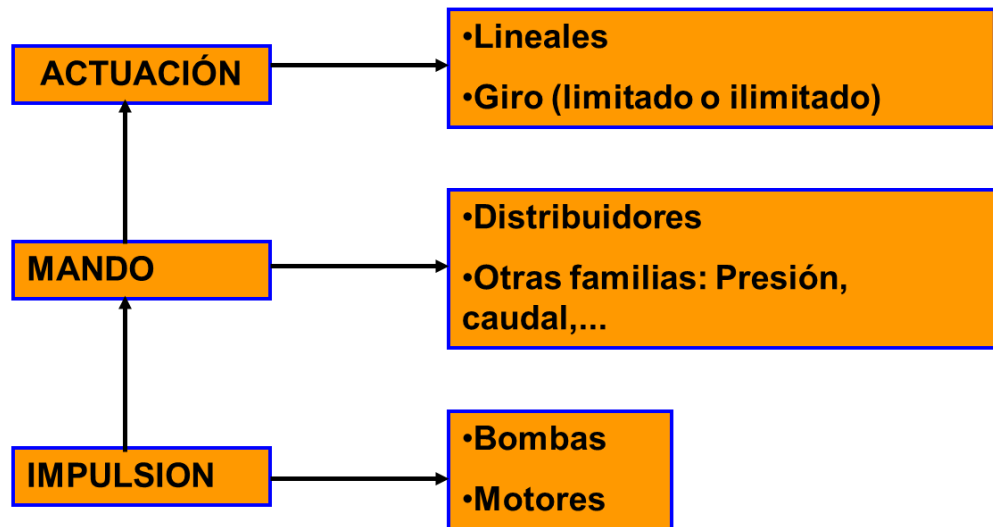 ACTUACIÓN
•Lineales
•Giro (limitado o ilimitado)
MANDO
•Distribuidores
•Otras familias: Presión,
caudal,...
IMPULSION
•Bombas
•Motores